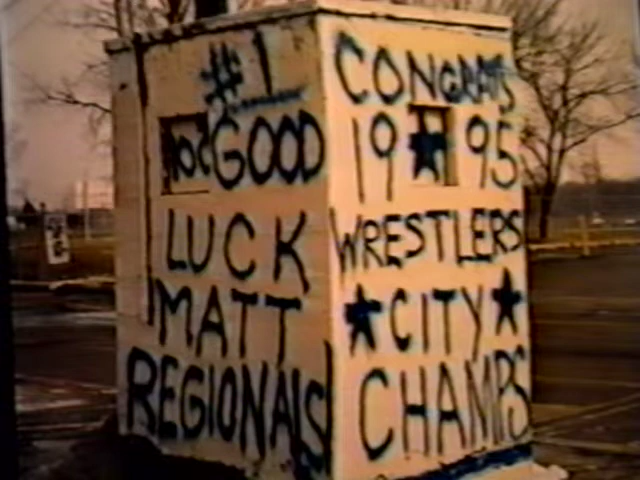 #1
GOOD
LUCK
MATT
REGIONALS
CONGRATS
19★95
WRESTLERS
★CITY★
CHAMPS